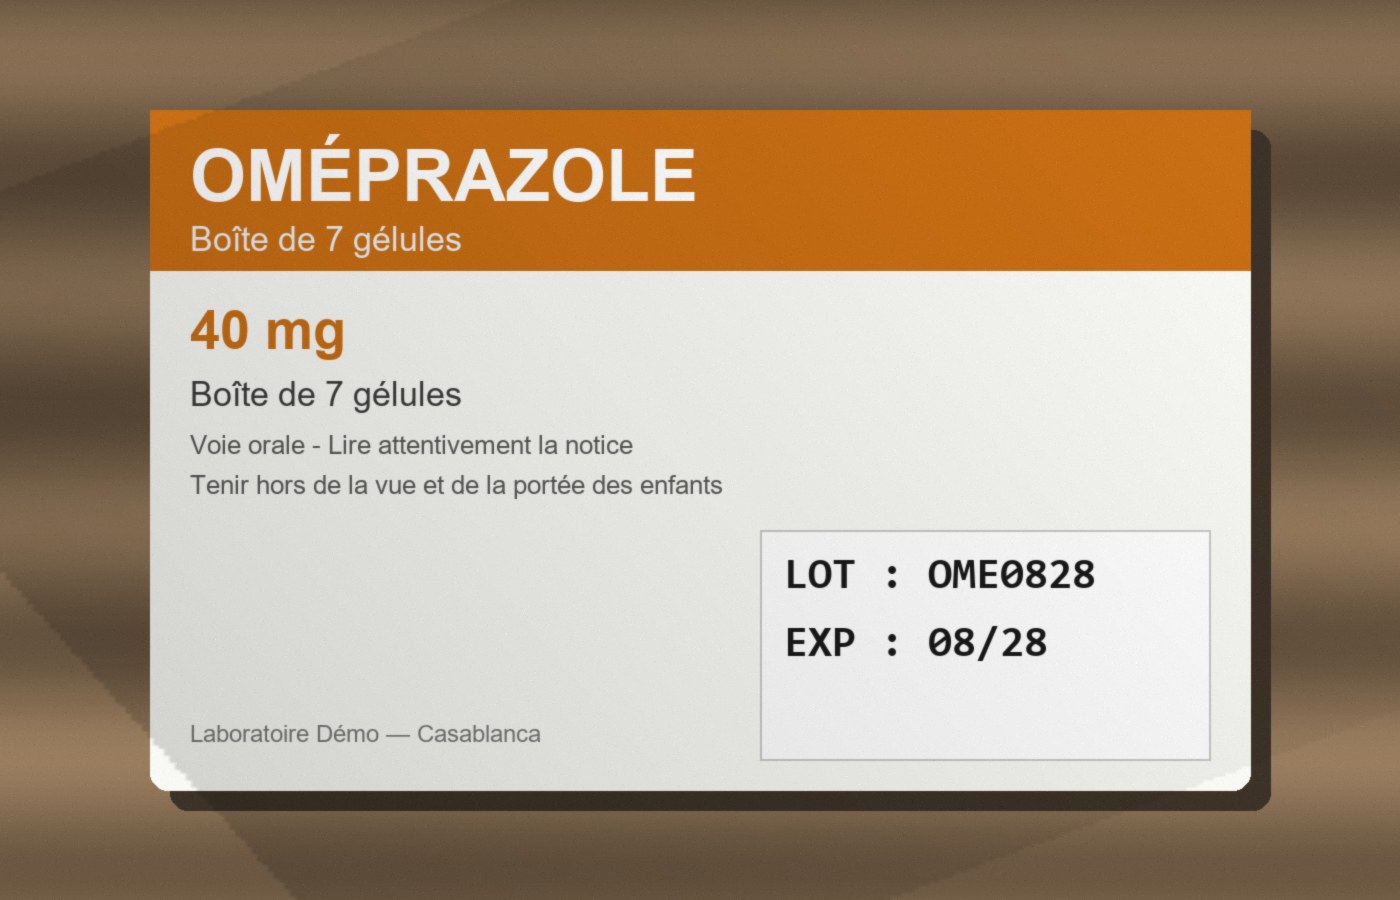 OMÉPRAZOLE
Boîte de 7 gélules
40 mg
Boîte de 7 gélules
Voie orale - Lire attentivement la notice
Tenir hors de la vue et de la portée des enfants
LOT : OME0828
EXP : 08/28
Laboratoire Démo — Casablanca